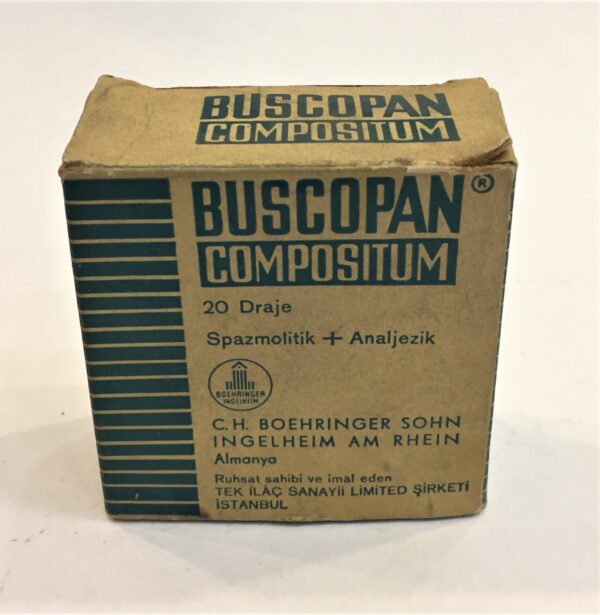 BUSCOPAN
COMPOSITUM
BUSCOPAN®
COMPOSITUM
20 Draje
Spazmolitik + Analjezik
BOEHRINGER
INGELHEIM
C.H. BOEHRINGER SOHN
INGELHEIM AM RHEIN
Almanya
Ruhsat sahibi ve imal eden
TEK İLÂÇ SANAYİİ LİMİTED ŞİRKETİ
İSTANBUL